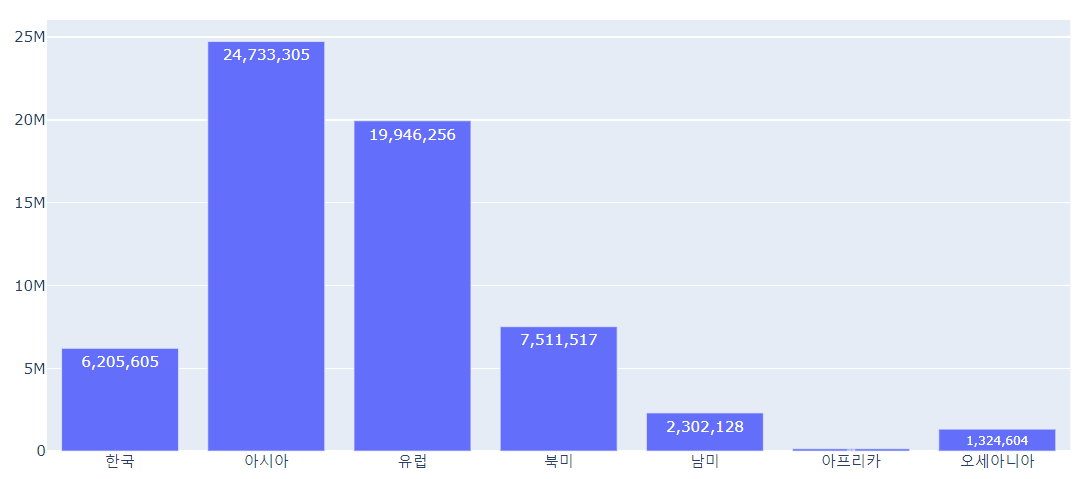 25M
20M
15M
10M
5M
0
6,205,605
24,733,305
19,946,256
7,511,517
2,302,128
1,324,604
한국
아시아
유럽
북미
남미
아프리카
오세아니아